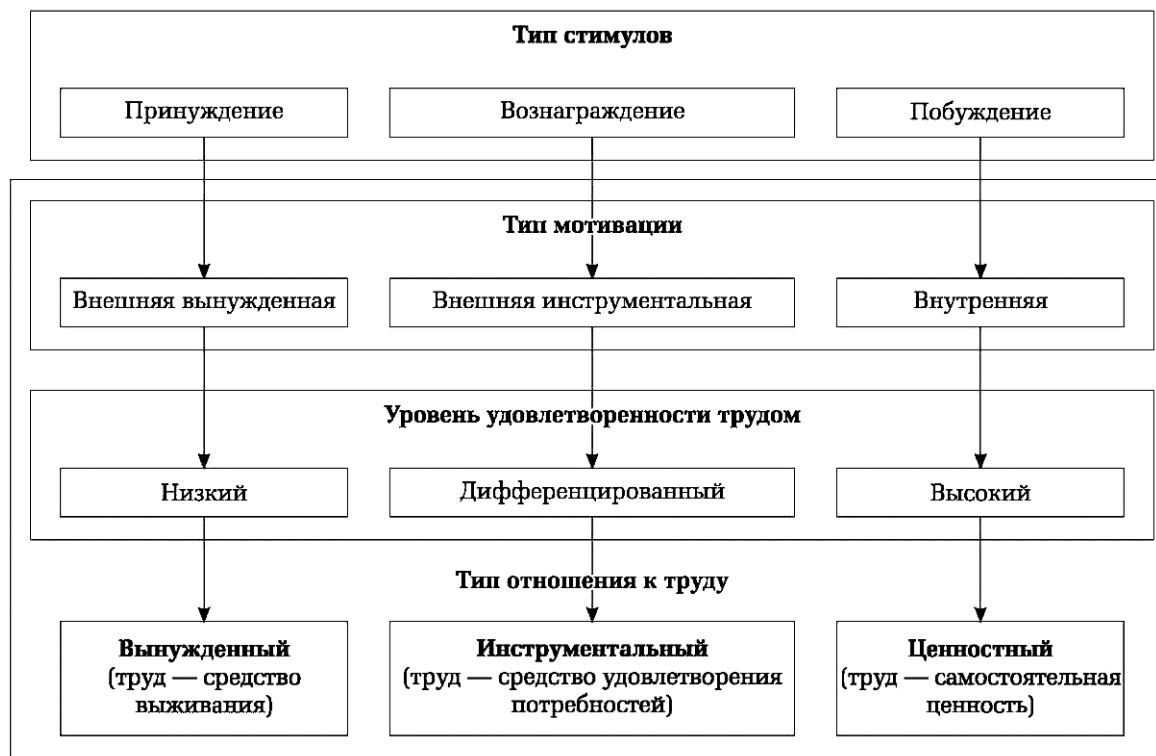 Тип стимулов
Принуждение
Вознаграждение
Побуждение
Тип мотивации
Внешняя вынужденная
Внешняя инструментальная
Внутренняя
Уровень удовлетворенности трудом
Низкий
Дифференцированный
Высокий
Тип отношения к труду
Вынужденный
(труд — средство
выживания)
Инструментальный
(труд — средство удовлетворения
потребностей)
Ценностный
(труд — самостоятельная
ценность)